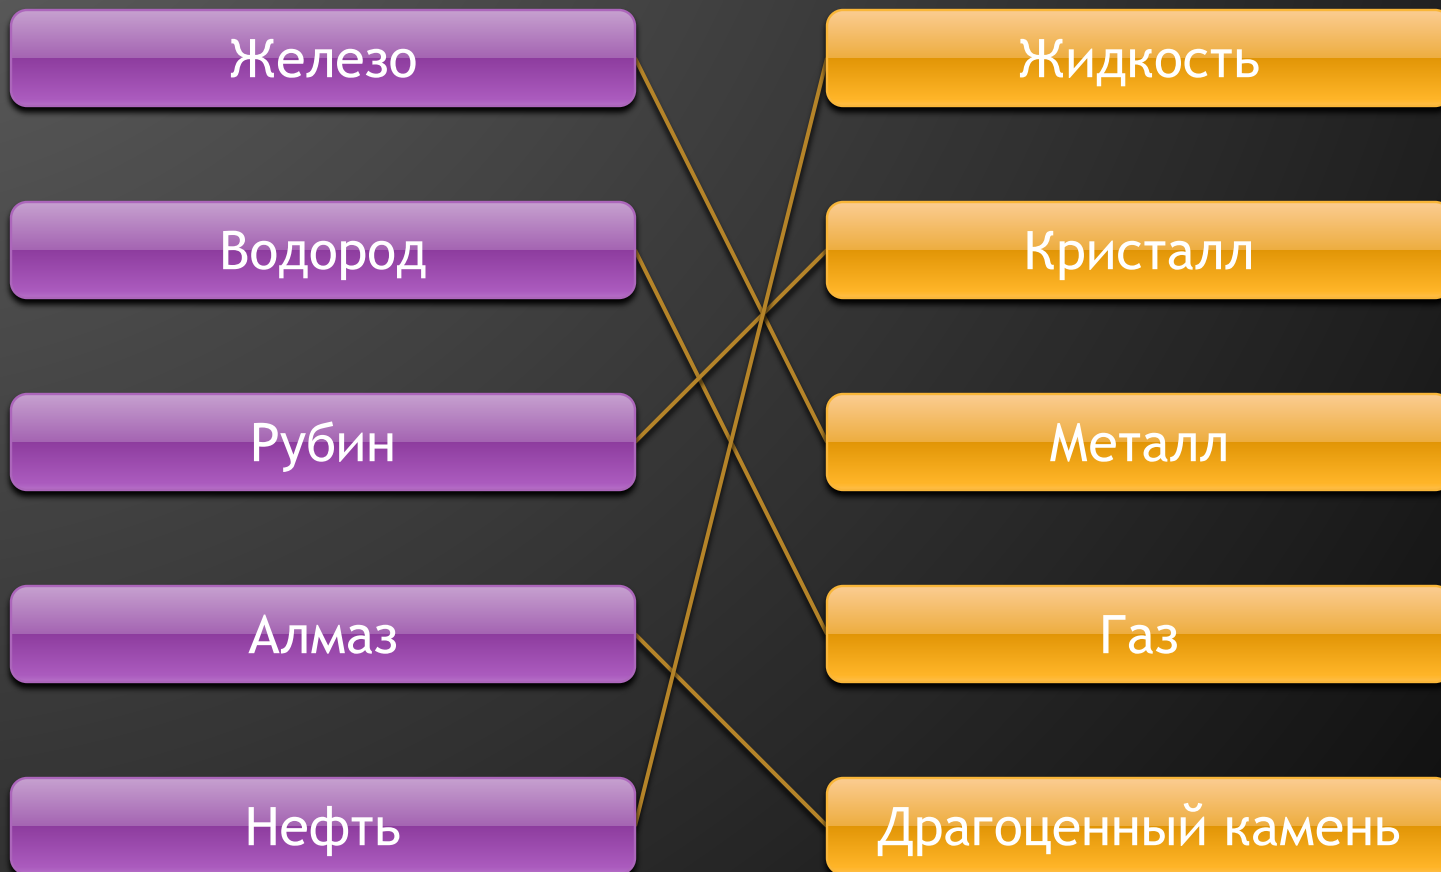 Железо
Жидкость
Водород
Кристалл
Рубин
Металл
Алмаз
Газ
Нефть
Драгоценный камень